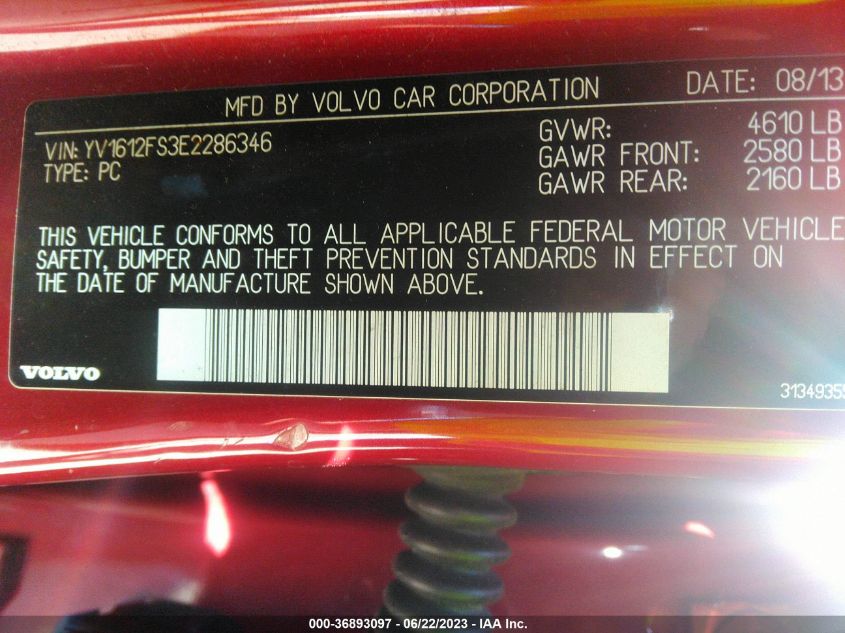 MFD BY VOLVO CAR CORPORATION DATE: 08/13
VIN: YV1612FS3E2286346
TYPE: PC
GVWR: 4610 LB
GAWR FRONT: 2580 LB
GAWR REAR: 2160 LB
THIS VEHICLE CONFORMS TO ALL APPLICABLE FEDERAL MOTOR VEHICLE
SAFETY, BUMPER AND THEFT PREVENTION STANDARDS IN EFFECT ON
THE DATE OF MANUFACTURE SHOWN ABOVE.
VOLVO
000-36893097 - 06/22/2023 - IAA Inc.